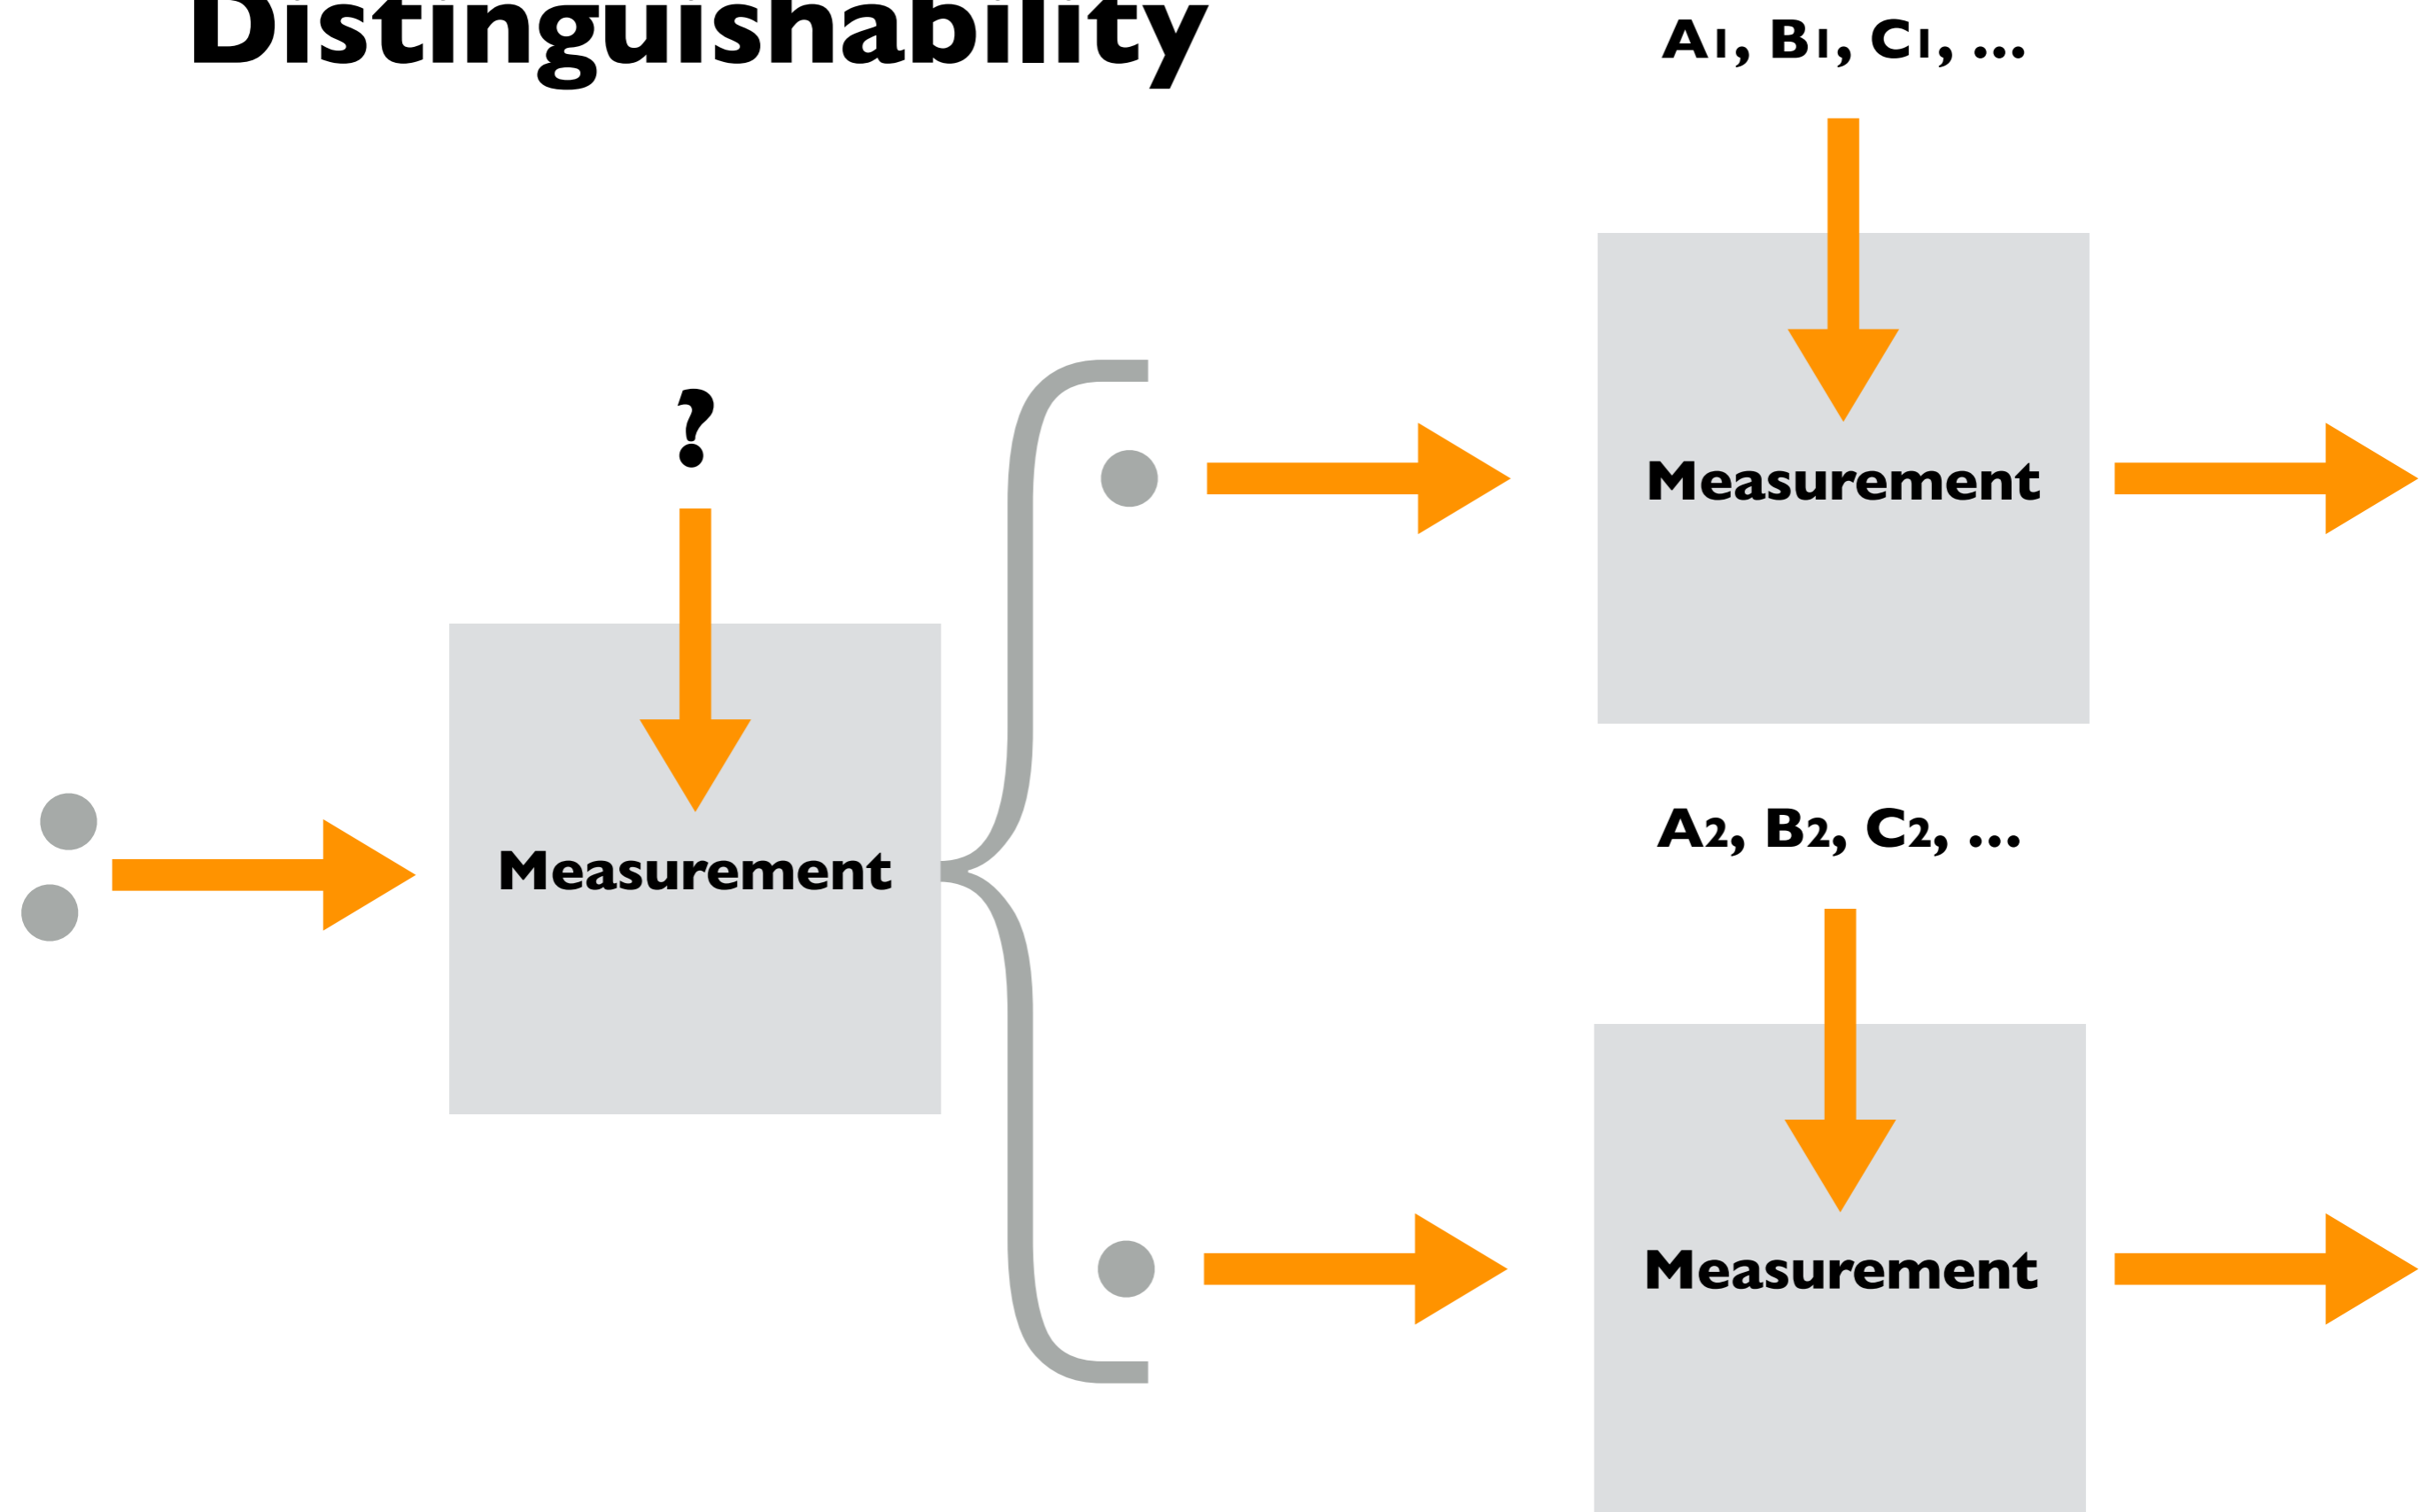 Distinguishability
A1, B1, C1, ...
?
Measurement
Measurement
A2, B2, C2, ...
Measurement